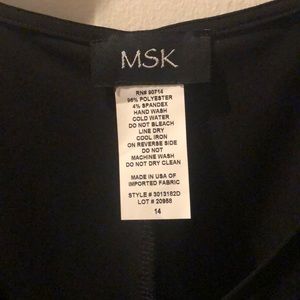 MSK
RN# 90714
96% POLYESTER
4% SPANDEX
HAND WASH
COLD WATER
DO NOT BLEACH
LINE DRY
COOL IRON
ON REVERSE SIDE
DO NOT
MACHINE WASH
DO NOT DRY CLEAN
MADE IN USA OF
IMPORTED FABRIC
STYLE # 3013182D
LOT # 20988
14